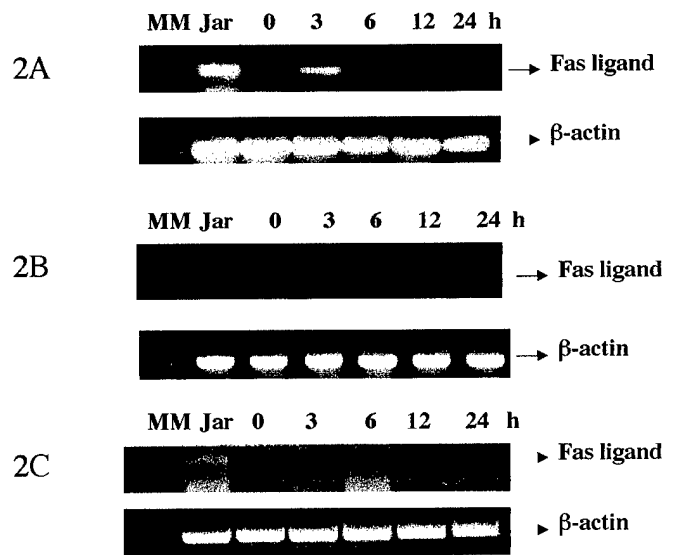 MM Jar 0 3 6 12 24 h
2A
Fas ligand
β-actin
MM Jar 0 3 6 12 24 h
2B
Fas ligand
β-actin
MM Jar 0 3 6 12 24 h
2C
Fas ligand
β-actin